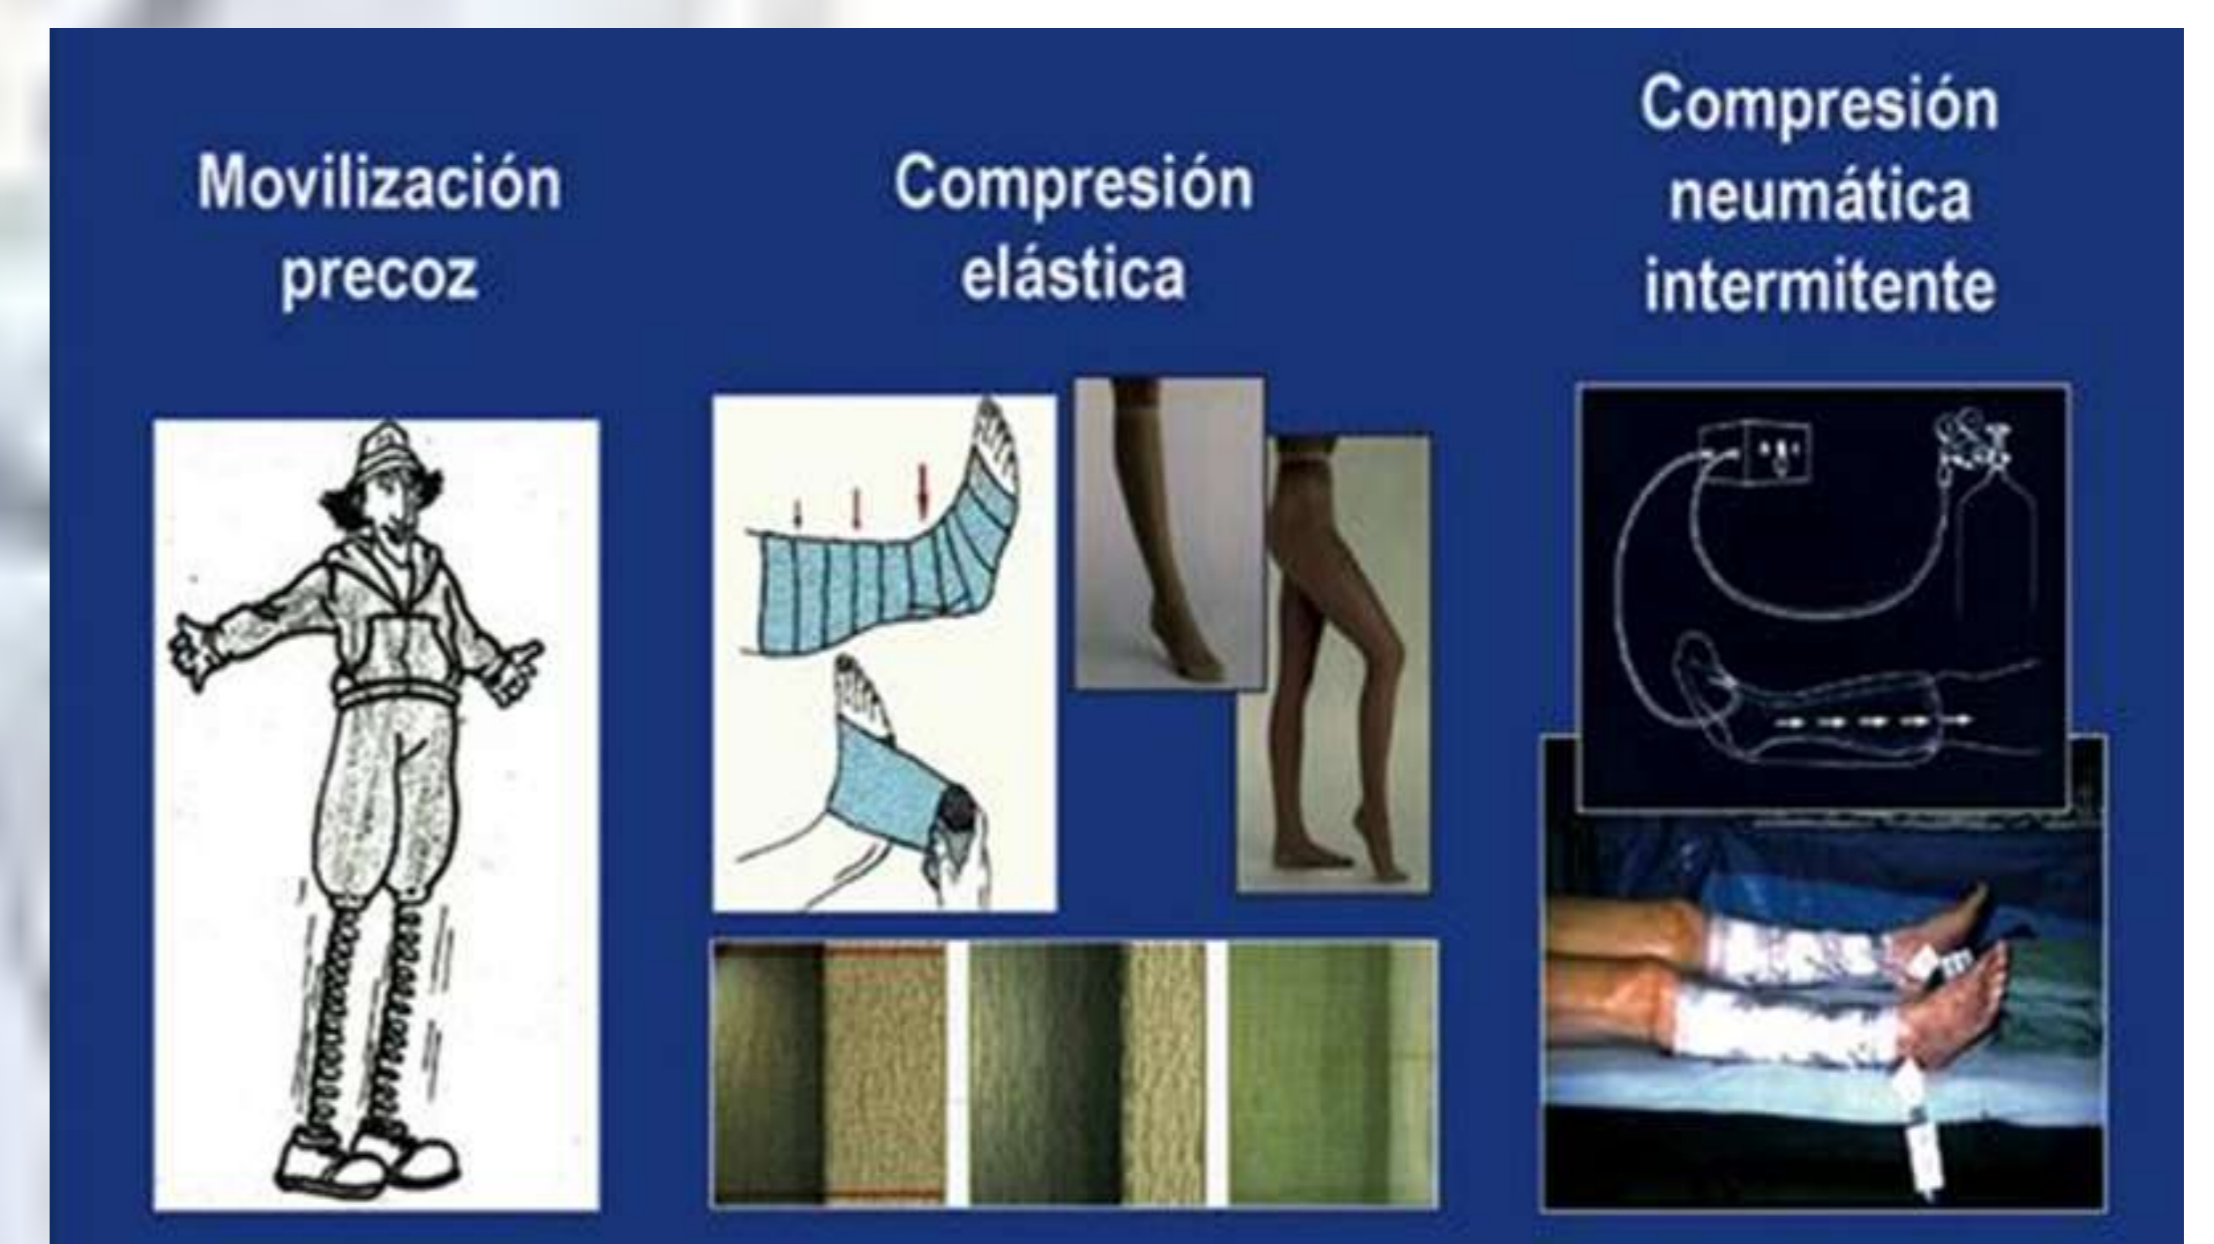 Movilización
precoz
Compresión
elástica
Compresión
neumática
intermitente